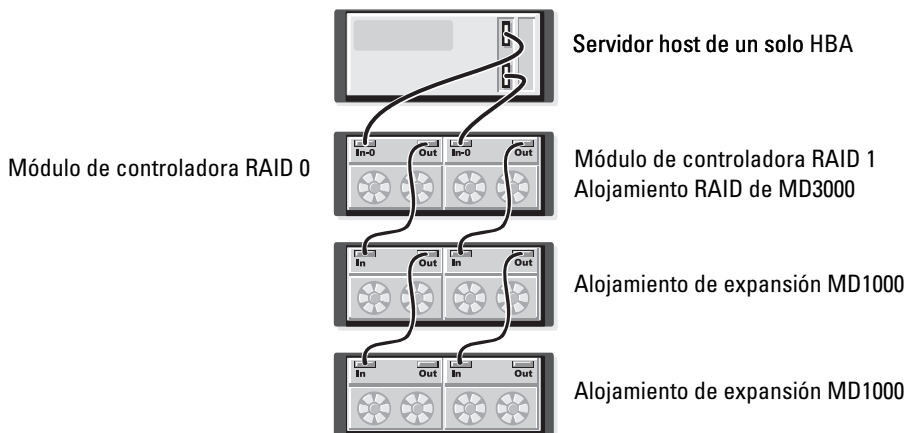 Servidor host de un solo HBA
Módulo de controladora RAID 0
In-0 Out In-0 Out
Módulo de controladora RAID 1
Alojamiento RAID de MD3000
In Out In Out
Alojamiento de expansión MD1000
In Out In Out
Alojamiento de expansión MD1000